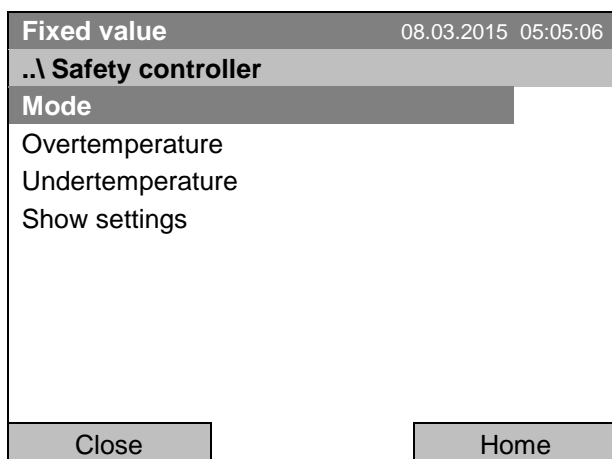 Fixed value 08.03.2015 05:05:06
..\ Safety controller
Mode
Overtemperature
Undertemperature
Show settings
Close Home